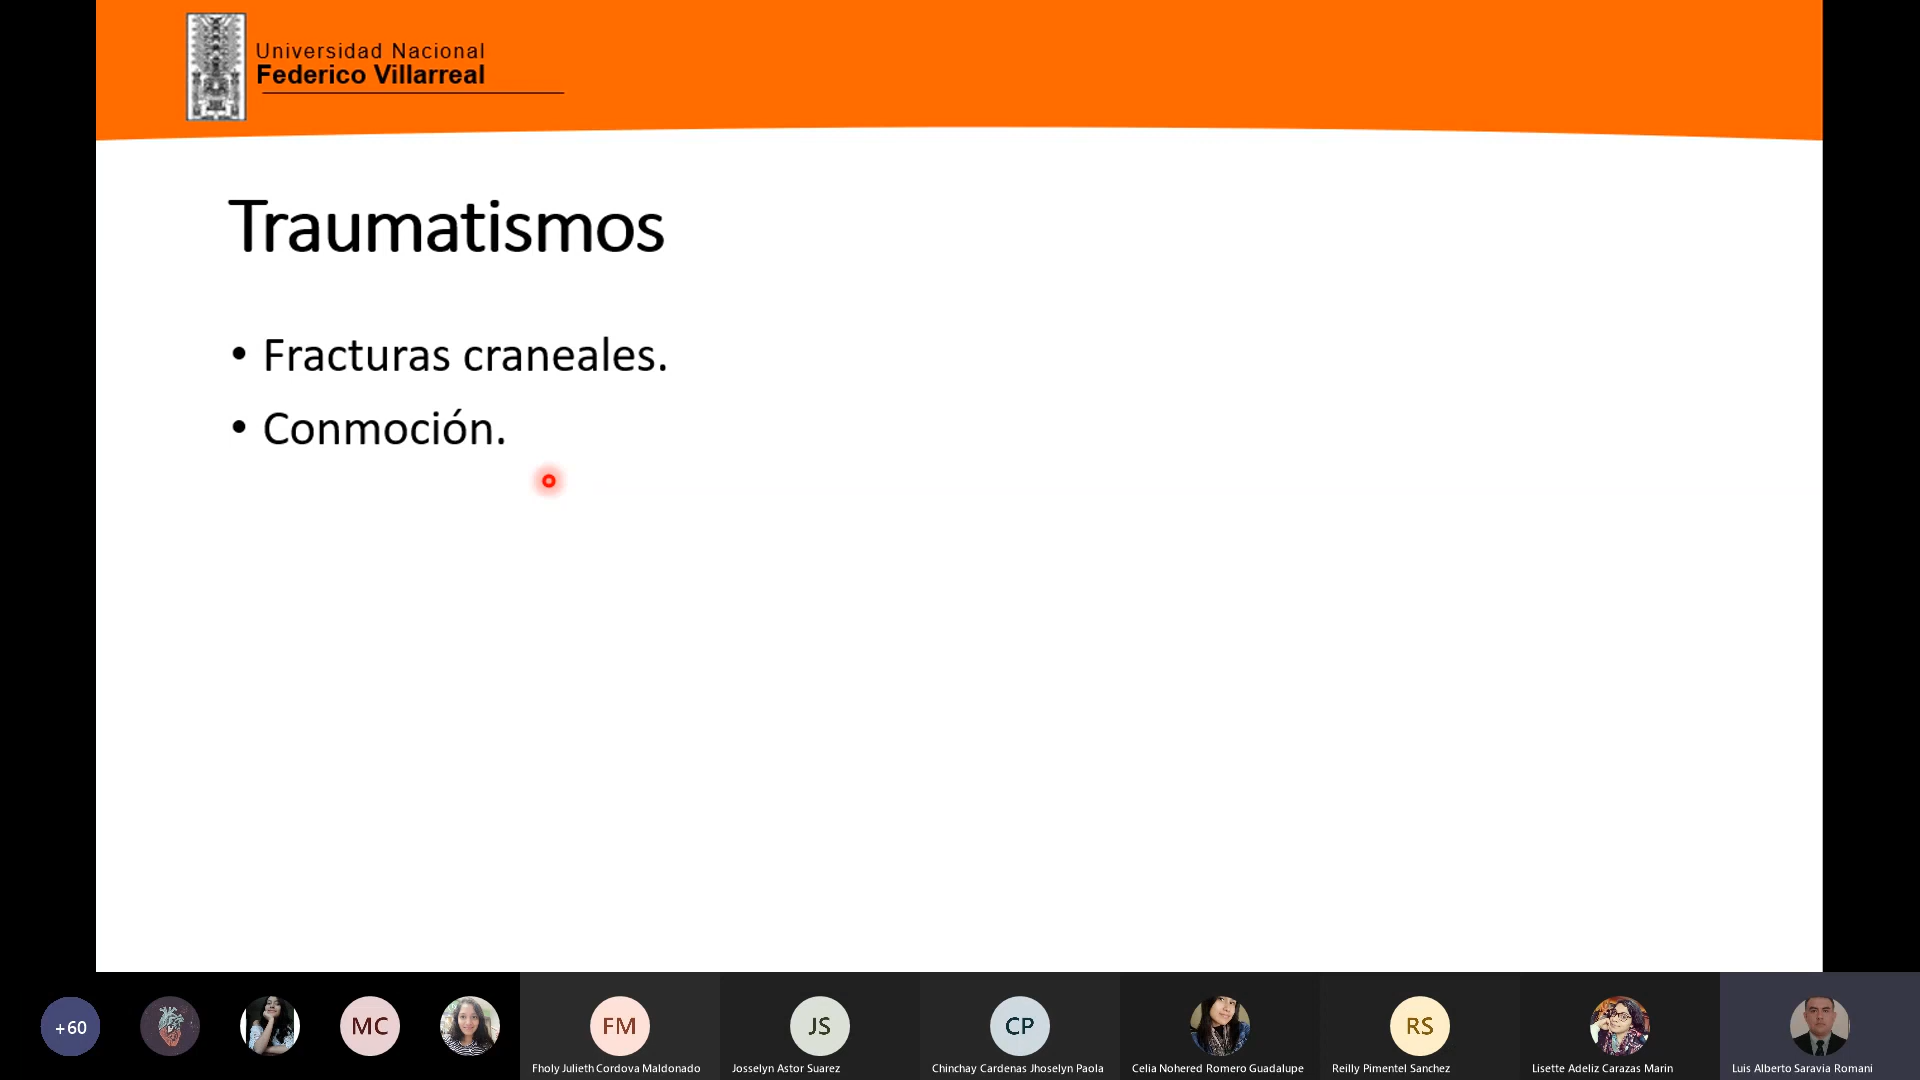 Universidad Nacional
Federico Villarreal
Traumatismos
• Fracturas craneales.
• Conmoción.
+60
MC
FM
JS
CP
RS
Fholy Julieth Cordova Maldonado
Josselyn Astor Suarez
Chinchay Cardenas Jhoselyn Paola
Celia Nohered Romero Guadalupe
Reilly Pimentel Sanchez
Lisette Adeliz Carazas Marin
Luis Alberto Saravia Romani